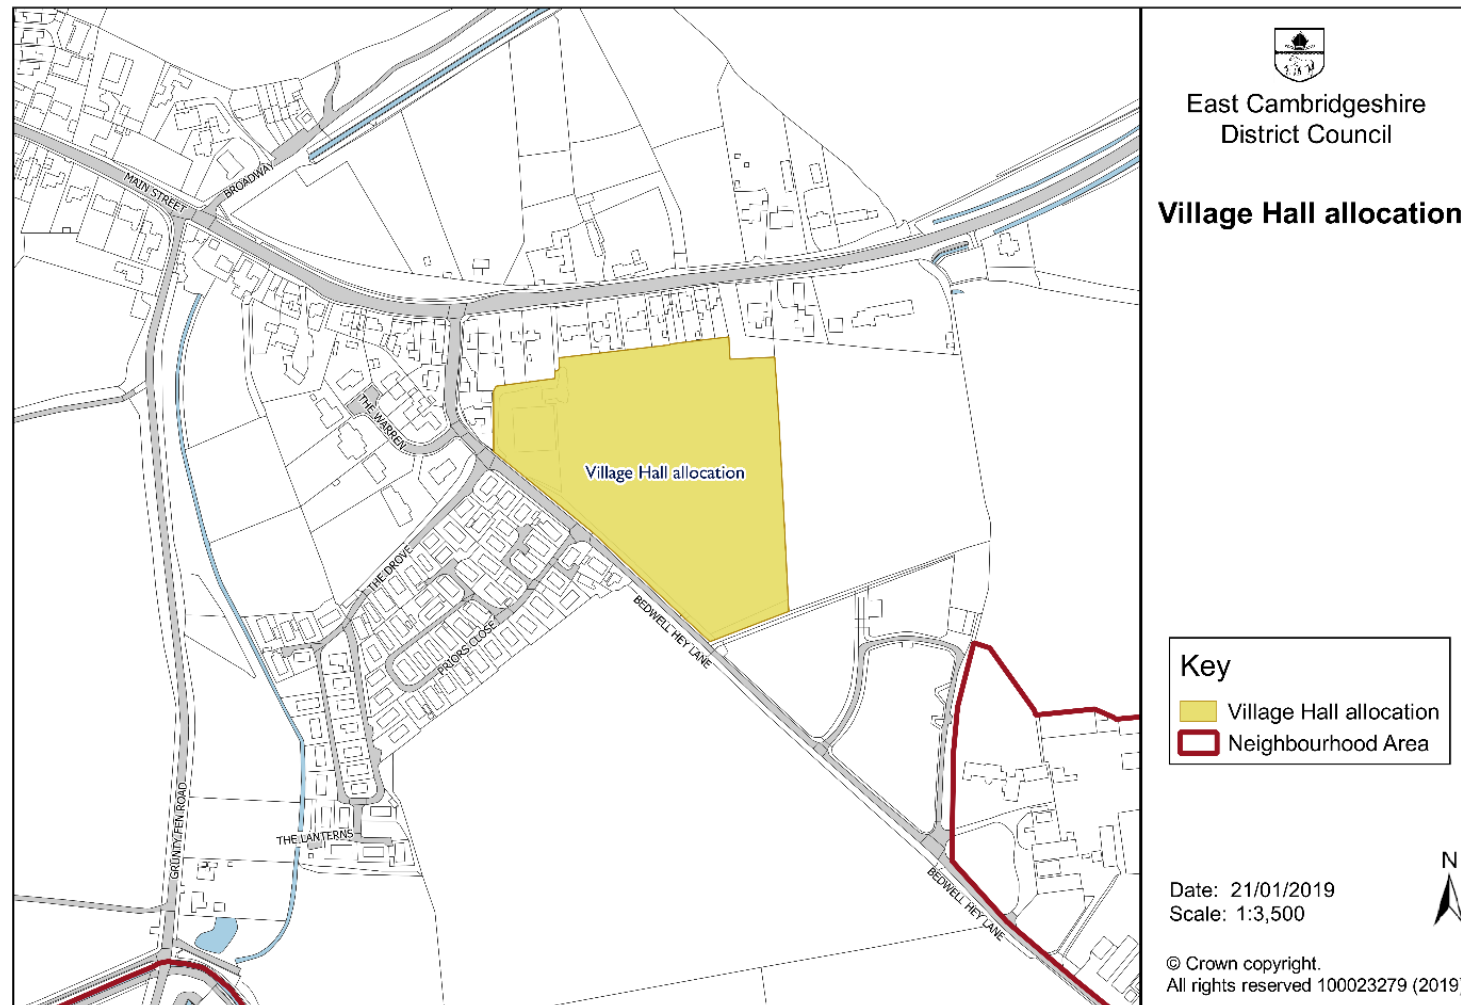 East Cambridgeshire
District Council
Village Hall allocation
MAIN STREET
BROADWAY
THE WARREN
Village Hall allocation
THE DROVE
PRIORS CLOSE
BEDWELL HEY LANE
GRUNTY FEN ROAD
THE LANTERNS
BEDWELL HEY LANE
Key
Village Hall allocation
Neighbourhood Area
N
Date: 21/01/2019
Scale: 1:3,500
© Crown copyright.
All rights reserved 100023279 (2019)